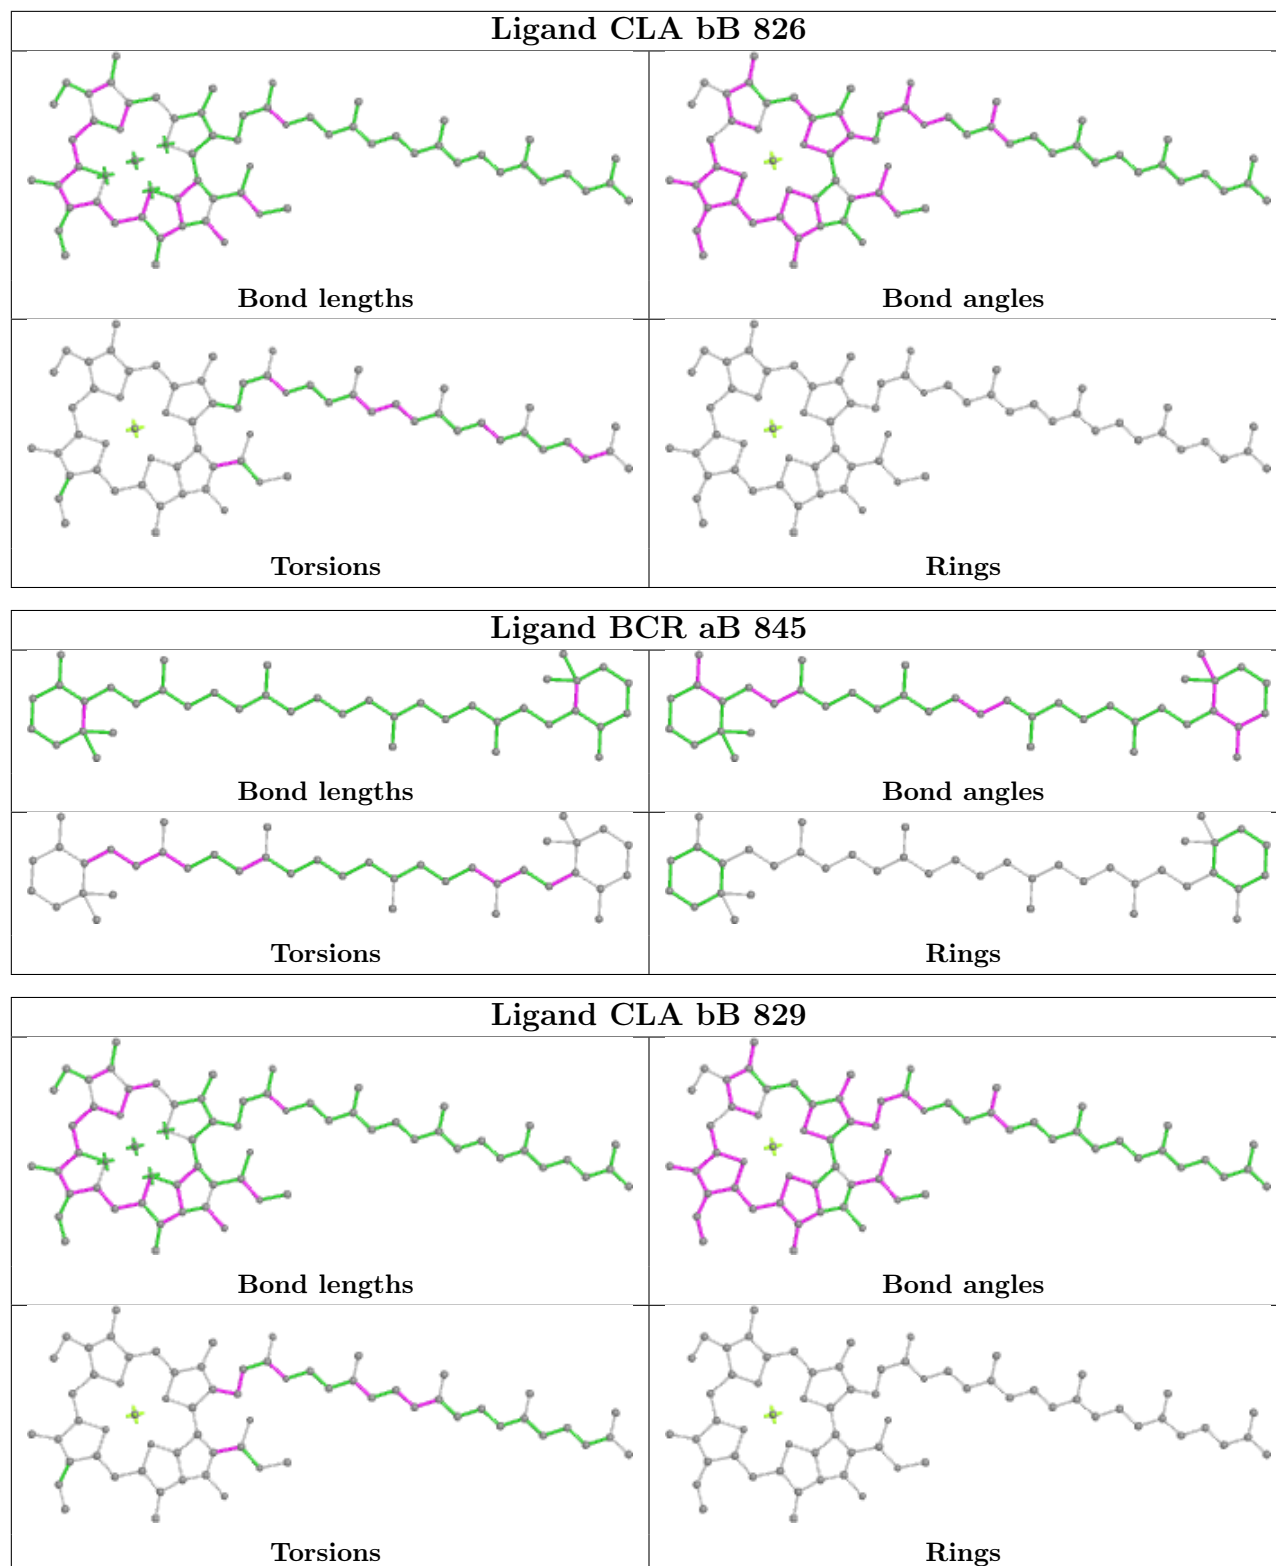 Ligand CLA bB 826
Bond lengths
Bond angles
Torsions
Rings
Ligand BCR aB 845
Bond lengths
Bond angles
Torsions
Rings
Ligand CLA bB 829
Bond lengths
Bond angles
Torsions
Rings